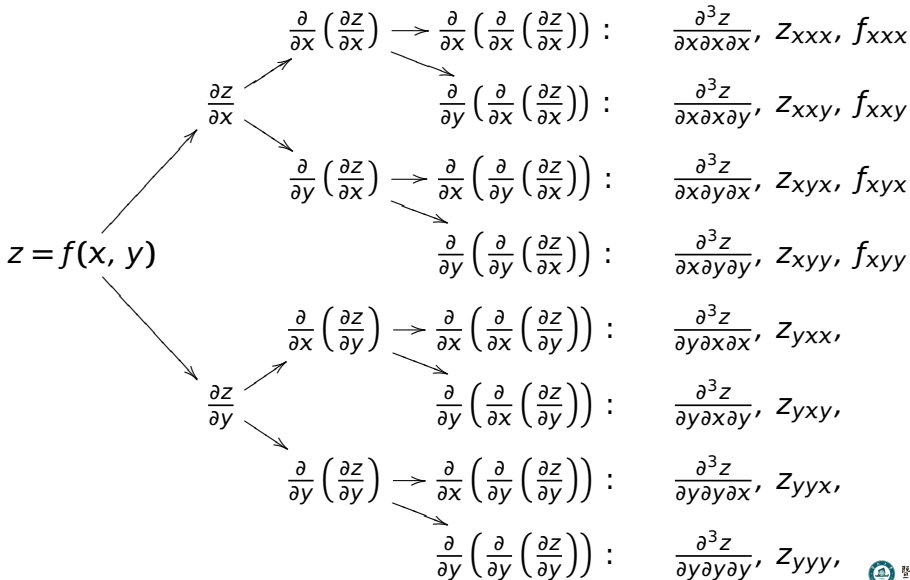 ∂/∂x (∂z/∂x) → ∂/∂x (∂/∂x (∂z/∂x)) : ∂³z/∂x∂x∂x, z_xxx, f_xxx
∂z/∂x ∂/∂y (∂/∂x (∂z/∂x)) : ∂³z/∂x∂x∂y, z_xxy, f_xxy
∂/∂y (∂z/∂x) → ∂/∂x (∂/∂y (∂z/∂x)) : ∂³z/∂x∂y∂x, z_xyx, f_xyx
z = f(x, y) ∂/∂y (∂/∂y (∂z/∂x)) : ∂³z/∂x∂y∂y, z_xyy, f_xyy
∂/∂x (∂z/∂y) → ∂/∂x (∂/∂x (∂z/∂y)) : ∂³z/∂y∂x∂x, z_yxx,
∂z/∂y ∂/∂y (∂/∂x (∂z/∂y)) : ∂³z/∂y∂x∂y, z_yxy,
∂/∂y (∂z/∂y) → ∂/∂x (∂/∂y (∂z/∂y)) : ∂³z/∂y∂y∂x, z_yyx,
∂/∂y (∂/∂y (∂z/∂y)) : ∂³z/∂y∂y∂y, z_yyy,